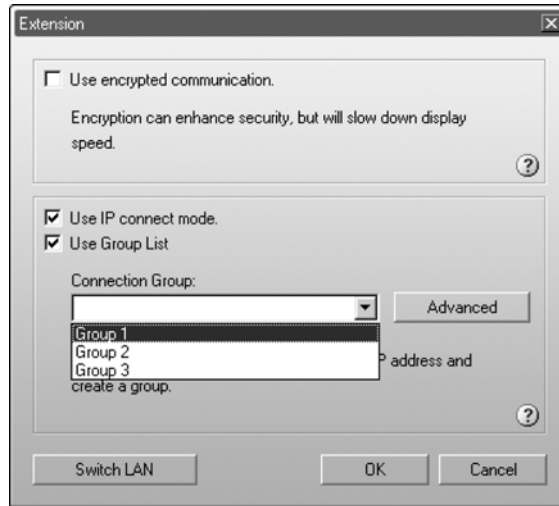 Extension
Use encrypted communication.
Encryption can enhance security, but will slow down display
speed.
?
Use IP connect mode.
Use Group List
Connection Group:
Advanced
Group 1
Group 2
Group 3
address and
create a group.
?
Switch LAN
OK
Cancel